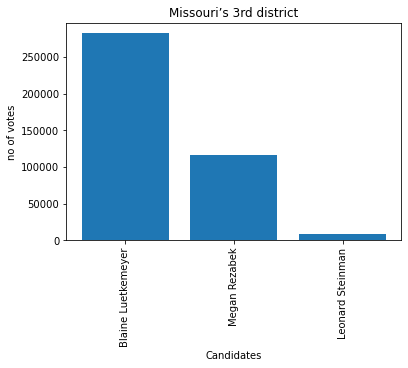 Missouri’s 3rd district
no of votes
250000
200000
150000
100000
50000
0
Blaine Luetkemeyer
Megan Rezabek
Leonard Steinman
Candidates